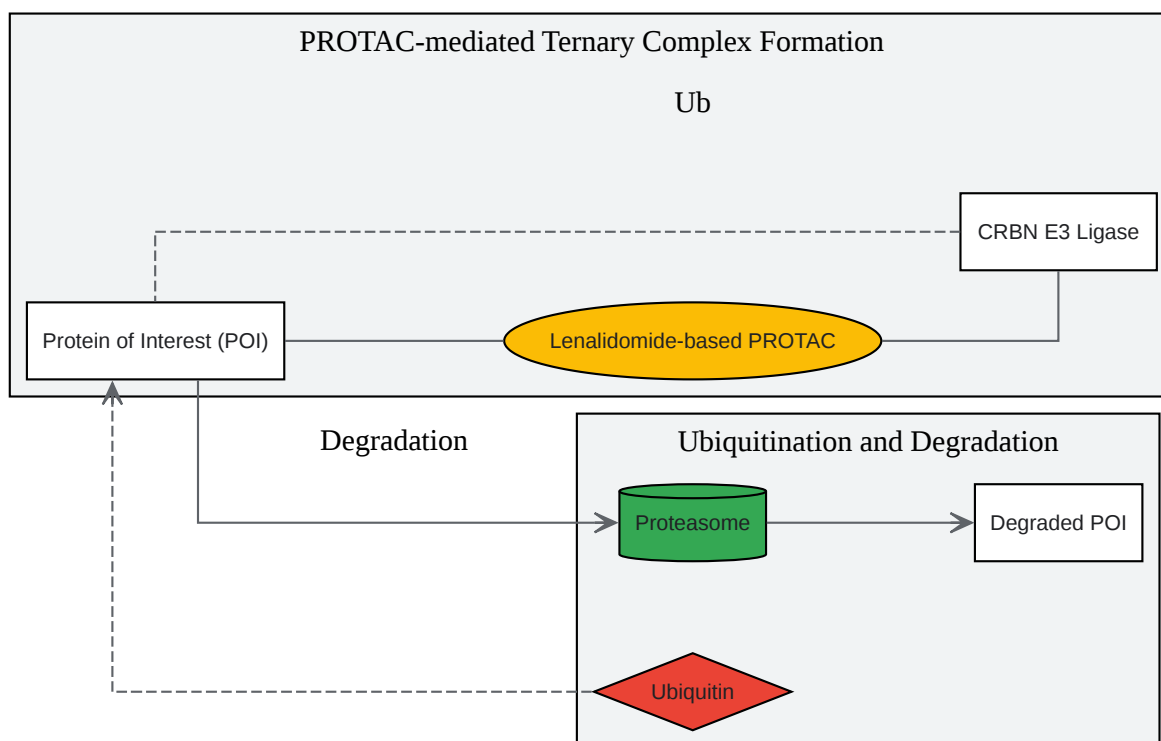 PROTAC-mediated Ternary Complex Formation
Ub
CRBN E3 Ligase
Protein of Interest (POI)
Lenalidomide-based PROTAC
Degradation
Ubiquitination and Degradation
Proteasome
Degraded POI
Ubiquitin